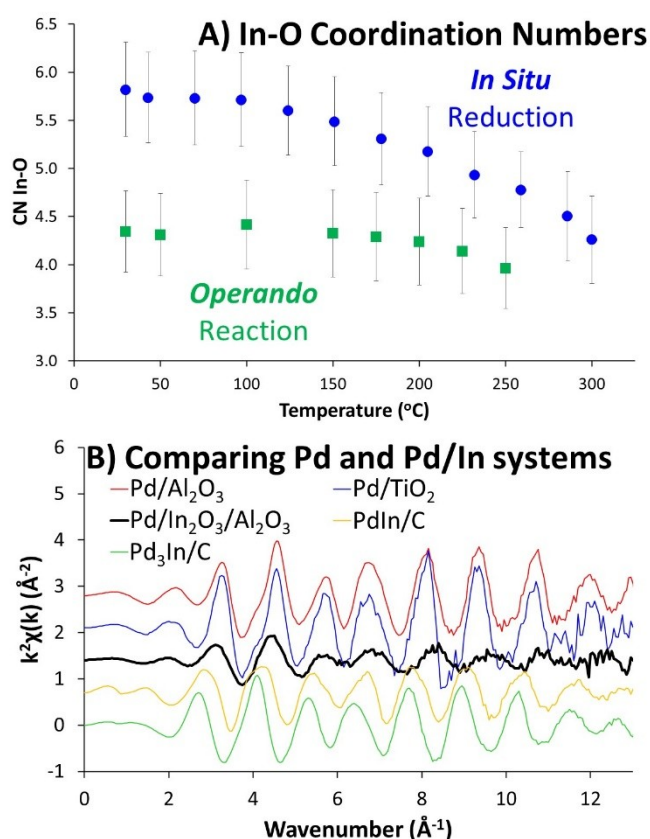 A) In-O Coordination Numbers
In Situ
Reduction
Operando
Reaction
CN In-O
6.5
6.0
5.5
5.0
4.5
4.0
3.5
3.0
0 50 100 150 200 250 300
Temperature (°C)
B) Comparing Pd and Pd/In systems
Pd/Al₂O₃ Pd/TiO₂
Pd/In₂O₃/Al₂O₃ PdIn/C
Pd₃In/C
k²χ(k) (Å⁻²)
6
5
4
3
2
1
0
-1
0 2 4 6 8 10 12
Wavenumber (Å⁻¹)